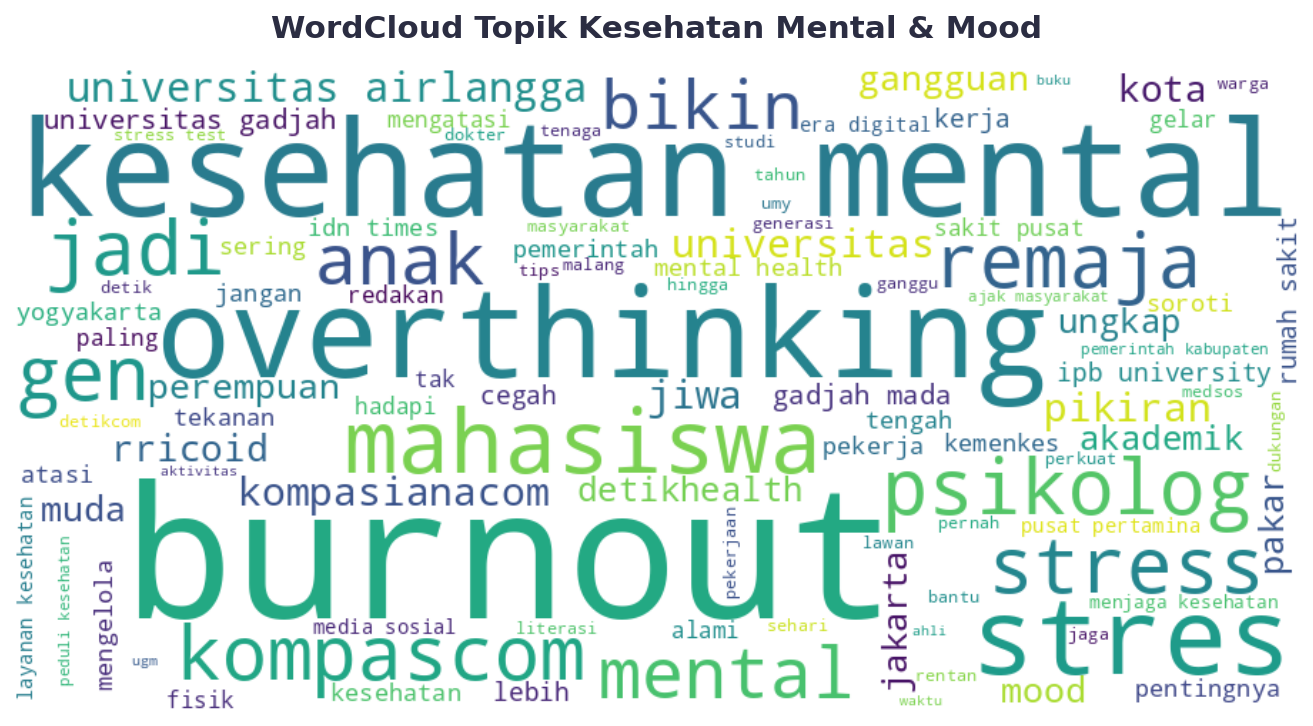 WordCloud Topik Kesehatan Mental & Mood
universitas airlangga
bikin
gangguan
buku
kota
warga
universitas gadjah
mengatasi
stress test
dokter
tenaga
era digital
kerja
studi
gelar
kesehatan mental
tahun
umy
jadi
sering
idn times
anak
masyarakat
pemerintah
generasi
universitas
sakit pusat
remaja
rumah sakit
tips
malang
mental health
hingga
ganggu
ajak masyarakat
soroti
detik
jangan
redakan
yogyakarta
paling
overthinking
ungkap
pemerintah kabupaten
gen
perempuan
tak
cegah
jiwa
gadjah mada
ipb university
medsos
detikcom
tekanan
hadapi
mahasiswa
tengah
pikiran
dukungan
rricoid
pekerja
kemenkes
akademik
perkuat
atasi
aktivitas
kompasianacom
detikhealth
psikolog
pakar
muda
layanan kesehatan
peduli kesehatan
mengelola
burnout
pekerjaan
pernah
pusat pertamina
lawan
stress
jakarta
bantu
menjaga kesehatan
media sosial
literasi
alami
sehari
ahli
jaga
stres
ugm
kompascom
mental
rentan
fisik
kesehatan
lebih
waktu
mood
pentingnya